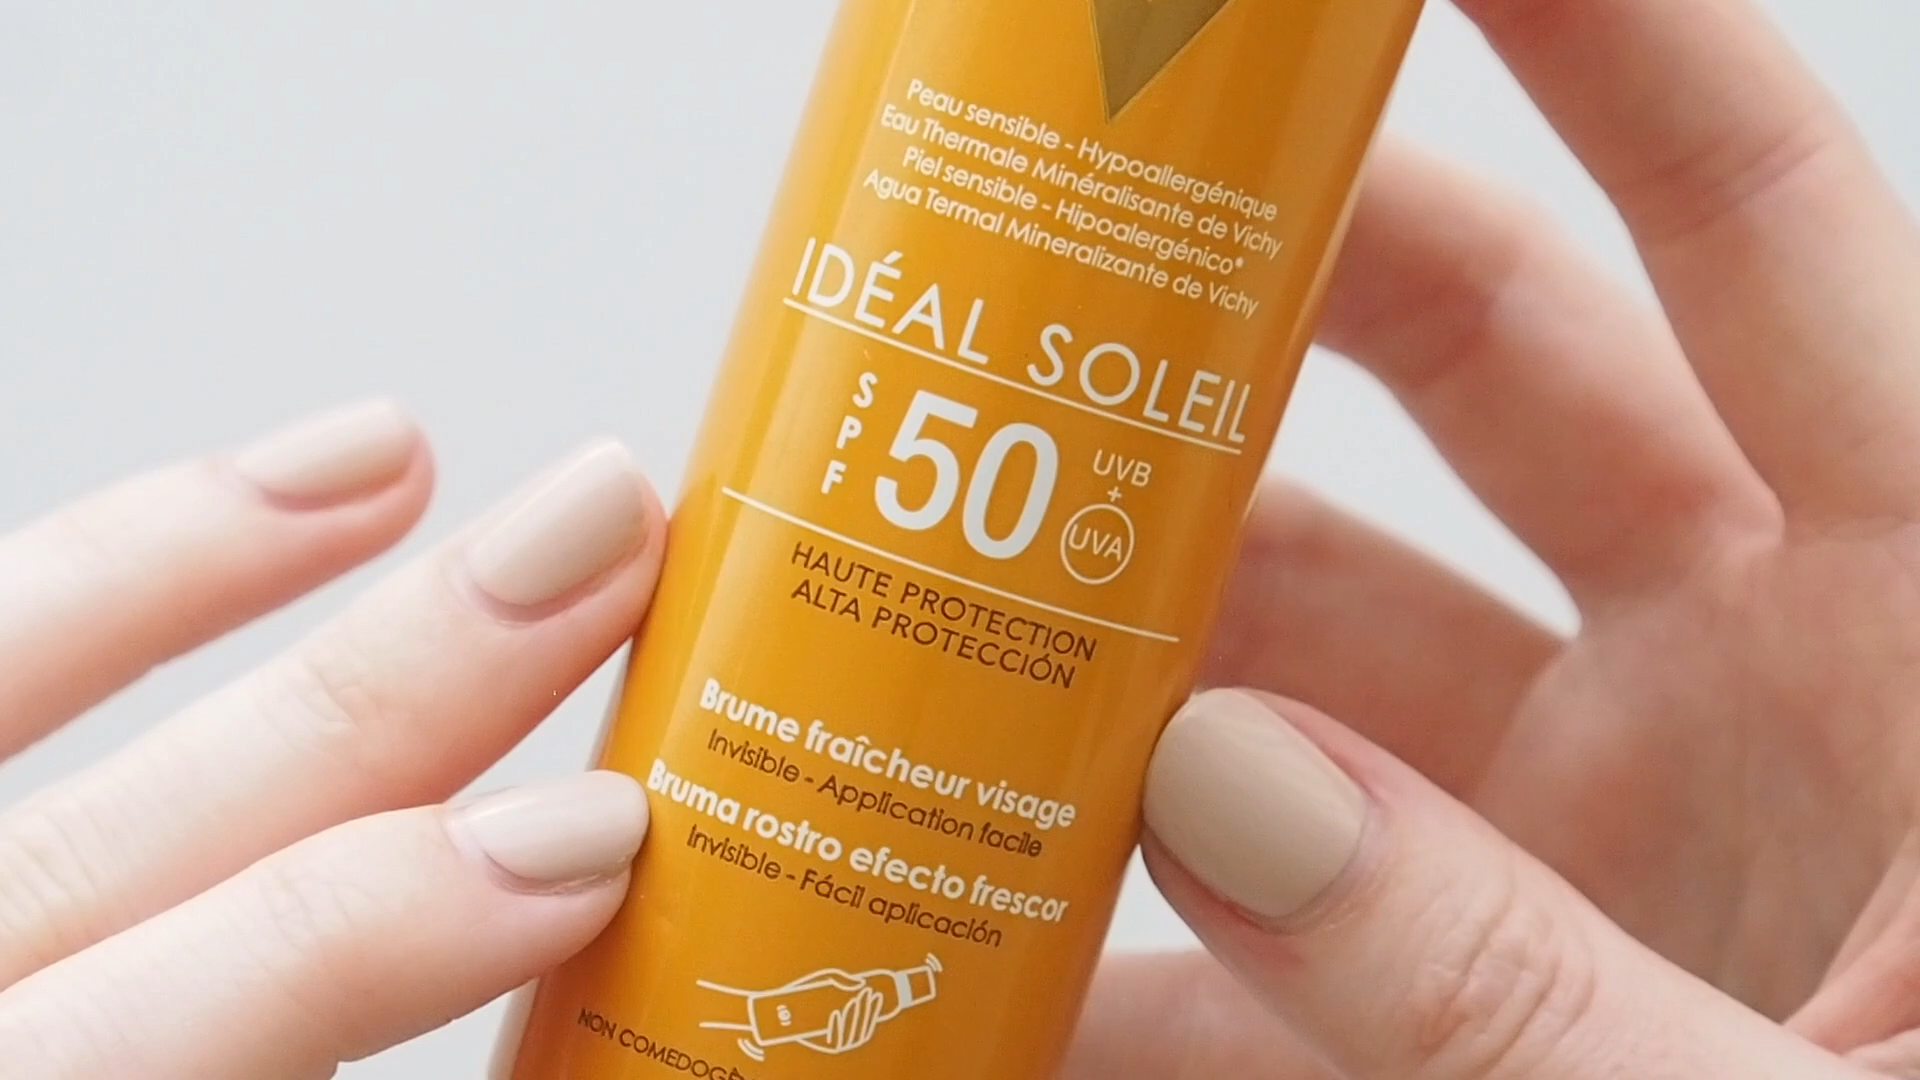 Peau sensible - Hypoallergénique
Eau Thermale Minéralisante de Vichy
Piel sensible - Hipoalergénico*
Agua Termal Mineralizante de Vichy
IDÉAL SOLEIL
SPF 50 UVB + UVA
HAUTE PROTECTION
ALTA PROTECCIÓN
Brume fraîcheur visage
Invisible - Application facile
Bruma rostro efecto frescor
Invisible - Fácil aplicación
NON